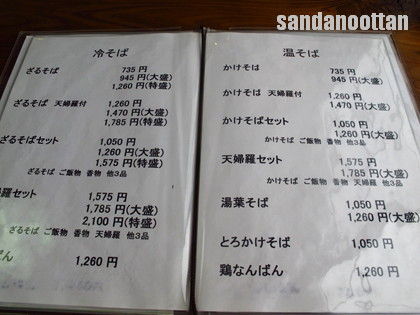 sandanoottan
冷そば
ざるそば 735 円
945 円(大盛)
1,260 円(特盛)
ざるそば 天婦羅付 1,260 円
1,470 円(大盛)
1,785 円(特盛)
ざるそばセット 1,050 円
1,260 円(大盛)
1,575 円(特盛)
ざるそば ご飯物 香物 他3品
羅セット 1,575 円
1,785 円(大盛)
2,100 円(特盛)
ざるそば ご飯物 香物 天婦羅 他3品
ばん 1,260 円
温そば
かけそば 735 円
945 円(大盛)
かけそば 天婦羅付 1,260 円
1,470 円(大盛)
かけそばセット 1,050 円
1,260 円(大盛)
かけそば ご飯物 香物 他3品
天婦羅セット 1,575 円
1,785 円(大盛)
かけそば ご飯物 香物 天婦羅 他3品
湯葉そば 1,050 円
1,260 円(大盛)
とろかけそば 1,050 円
鶏なんばん 1,260 円